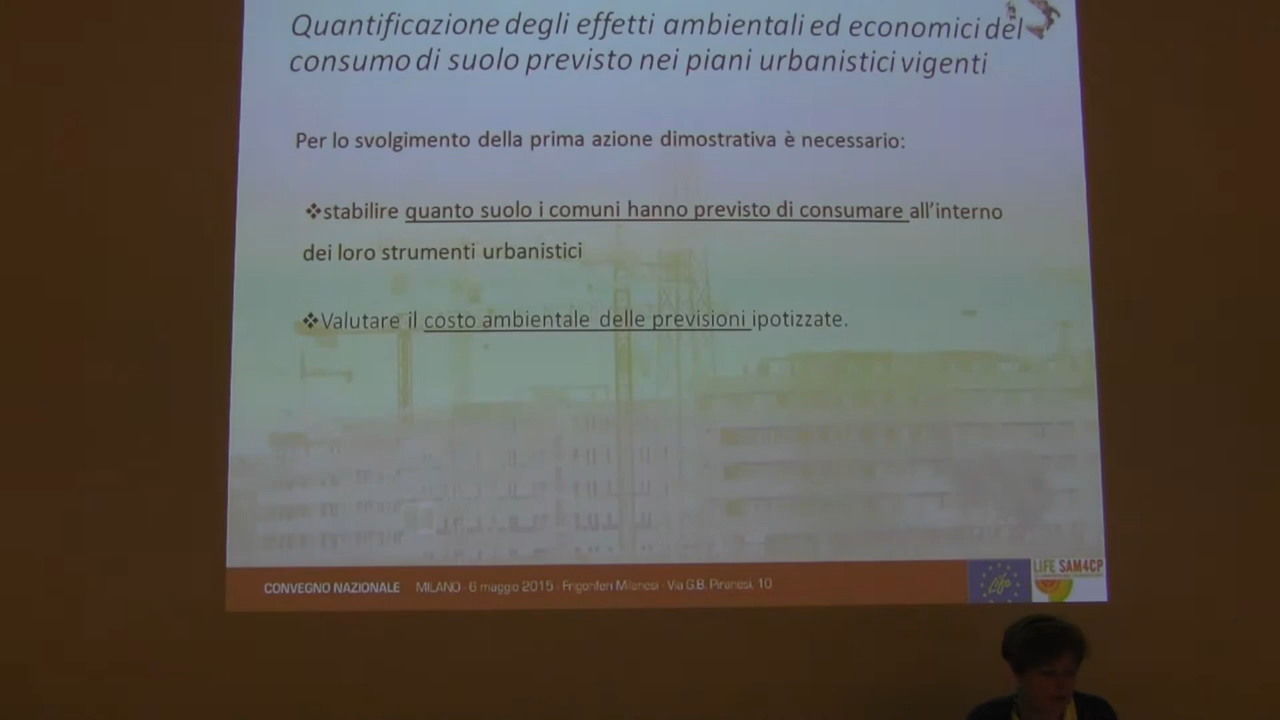 Quantificazione degli effetti ambientali ed economici del
consumo di suolo previsto nei piani urbanistici vigenti
Per lo svolgimento della prima azione dimostrativa è necessario:
❖stabilire quanto suolo i comuni hanno previsto di consumare all'interno
dei loro strumenti urbanistici
❖Valutare il costo ambientale delle previsioni ipotizzate.
CONVEGNO NAZIONALE MILANO - 6 maggio 2015 - Frigoriferi Milanesi - Via G.B. Piranesi, 10
Life
LIFE SAM4CP